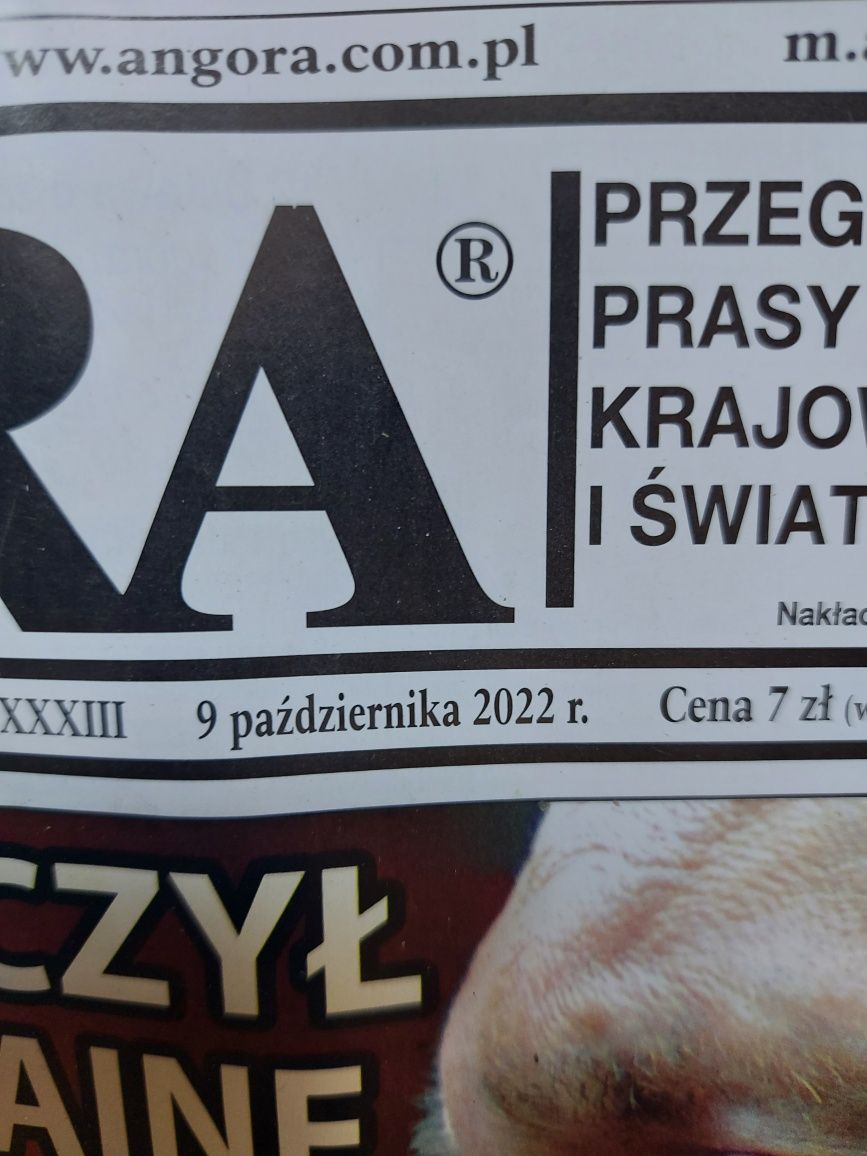 www.angora.com.pl m.
RA®
PRZEG
PRASY
KRAJOW
I ŚWIAT
Nakład
XXXIII 9 października 2022 r. Cena 7 zł (w
CZYŁ
AINE